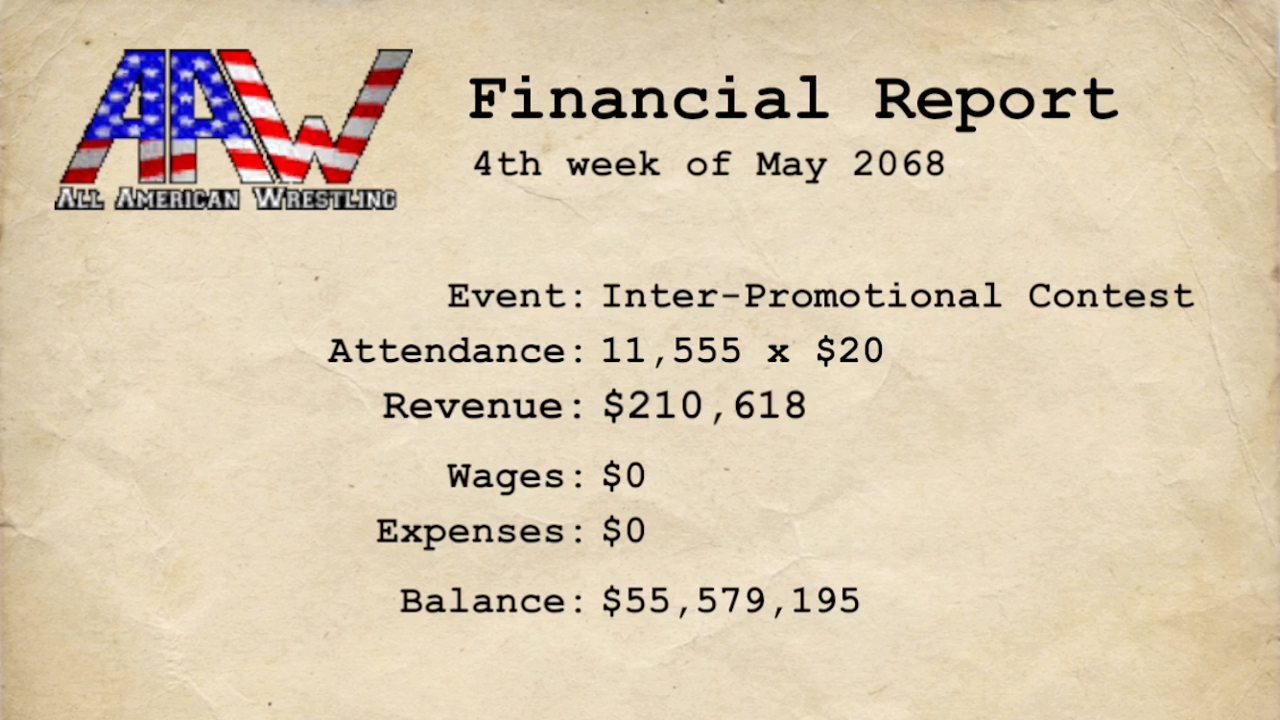 AAW
All American Wrestling
Financial Report
4th week of May 2068
Event: Inter-Promotional Contest
Attendance: 11,555 x $20
Revenue: $210,618
Wages: $0
Expenses: $0
Balance: $55,579,195